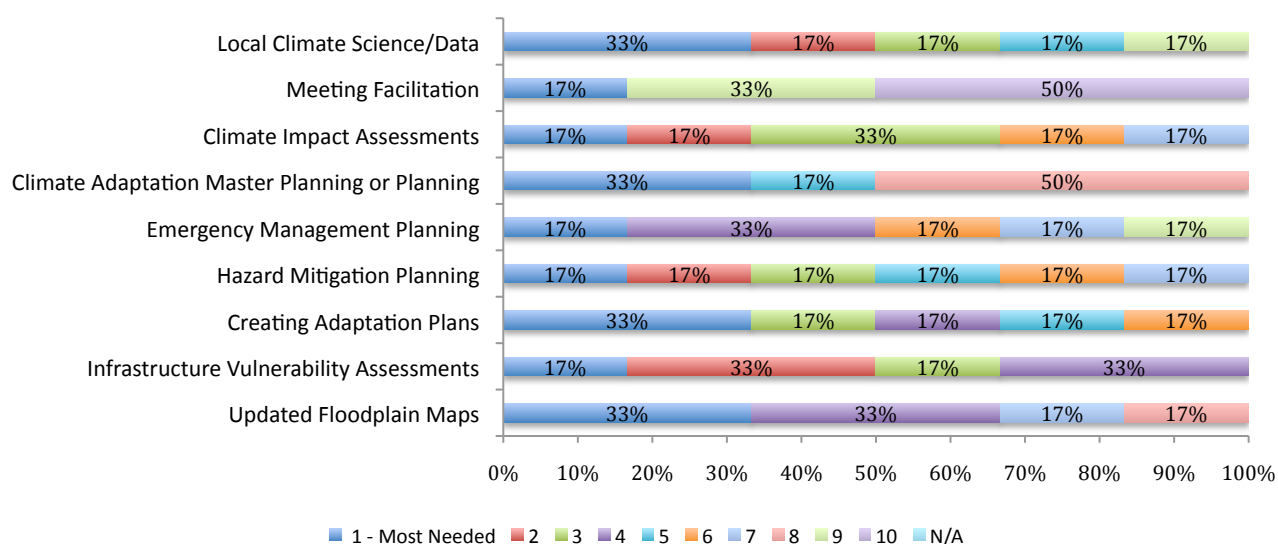 Local Climate Science/Data 33% 17% 17% 17% 17%
Meeting Facilitation 17% 33% 50%
Climate Impact Assessments 17% 17% 33% 17% 17%
Climate Adaptation Master Planning or Planning 33% 17% 50%
Emergency Management Planning 17% 33% 17% 17% 17%
Hazard Mitigation Planning 17% 17% 17% 17% 17% 17%
Creating Adaptation Plans 33% 17% 17% 17% 17%
Infrastructure Vulnerability Assessments 17% 33% 17% 33%
Updated Floodplain Maps 33% 33% 17% 17%
0% 10% 20% 30% 40% 50% 60% 70% 80% 90% 100%
1 - Most Needed 2 3 4 5 6 7 8 9 10 N/A